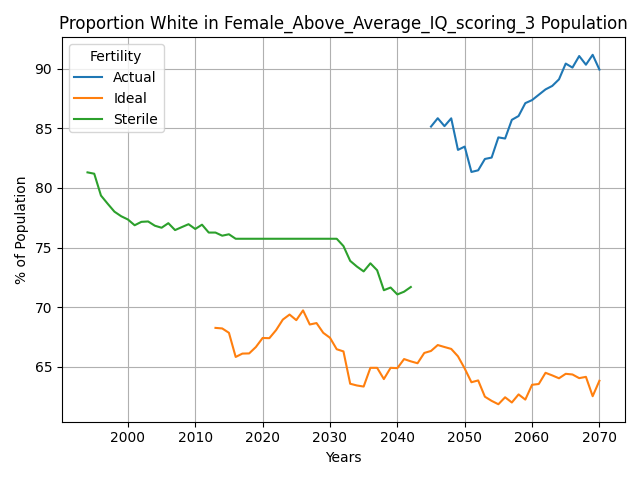 Proportion White in Female_Above_Average_IQ_scoring_3 Population
Fertility
Actual
Ideal
Sterile
% of Population
90
85
80
75
70
65
2000
2010
2020
2030
2040
2050
2060
2070
Years